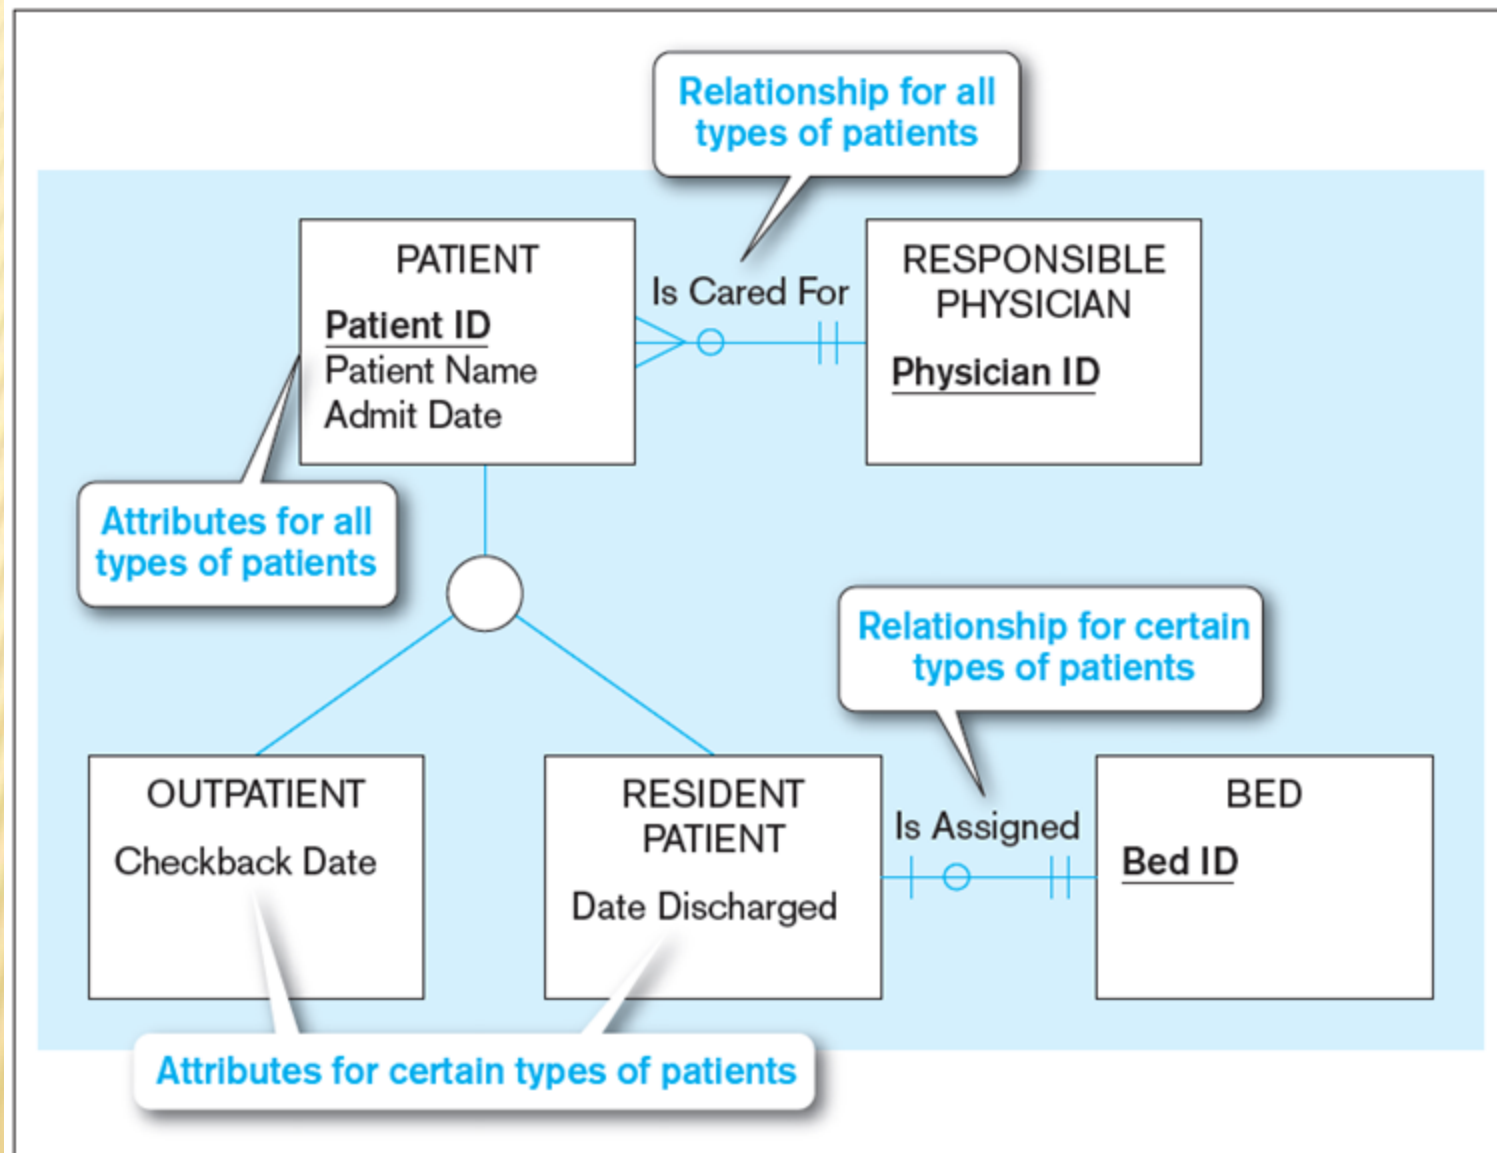 Relationship for all
types of patients
PATIENT
Patient ID
Patient Name
Admit Date
Is Cared For
RESPONSIBLE
PHYSICIAN
Physician ID
Attributes for all
types of patients
Relationship for certain
types of patients
OUTPATIENT
Checkback Date
RESIDENT
PATIENT
Date Discharged
Is Assigned
BED
Bed ID
Attributes for certain types of patients